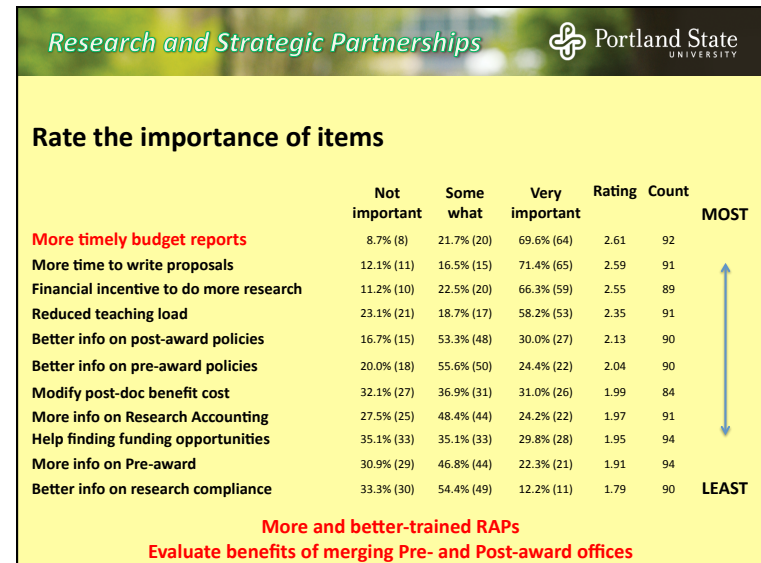 Research and Strategic Partnerships
Portland State
UNIVERSITY
Rate the importance of items
Not important Some what Very important Rating Count MOST
More timely budget reports 8.7% (8) 21.7% (20) 69.6% (64) 2.61 92
More time to write proposals 12.1% (11) 16.5% (15) 71.4% (65) 2.59 91
Financial incentive to do more research 11.2% (10) 22.5% (20) 66.3% (59) 2.55 89
Reduced teaching load 23.1% (21) 18.7% (17) 58.2% (53) 2.35 91
Better info on post-award policies 16.7% (15) 53.3% (48) 30.0% (27) 2.13 90
Better info on pre-award policies 20.0% (18) 55.6% (50) 24.4% (22) 2.04 90
Modify post-doc benefit cost 32.1% (27) 36.9% (31) 31.0% (26) 1.99 84
More info on Research Accounting 27.5% (25) 48.4% (44) 24.2% (22) 1.97 91
Help finding funding opportunities 35.1% (33) 35.1% (33) 29.8% (28) 1.95 94
More info on Pre-award 30.9% (29) 46.8% (44) 22.3% (21) 1.91 94
Better info on research compliance 33.3% (30) 54.4% (49) 12.2% (11) 1.79 90 LEAST
More and better-trained RAPs
Evaluate benefits of merging Pre- and Post-award offices